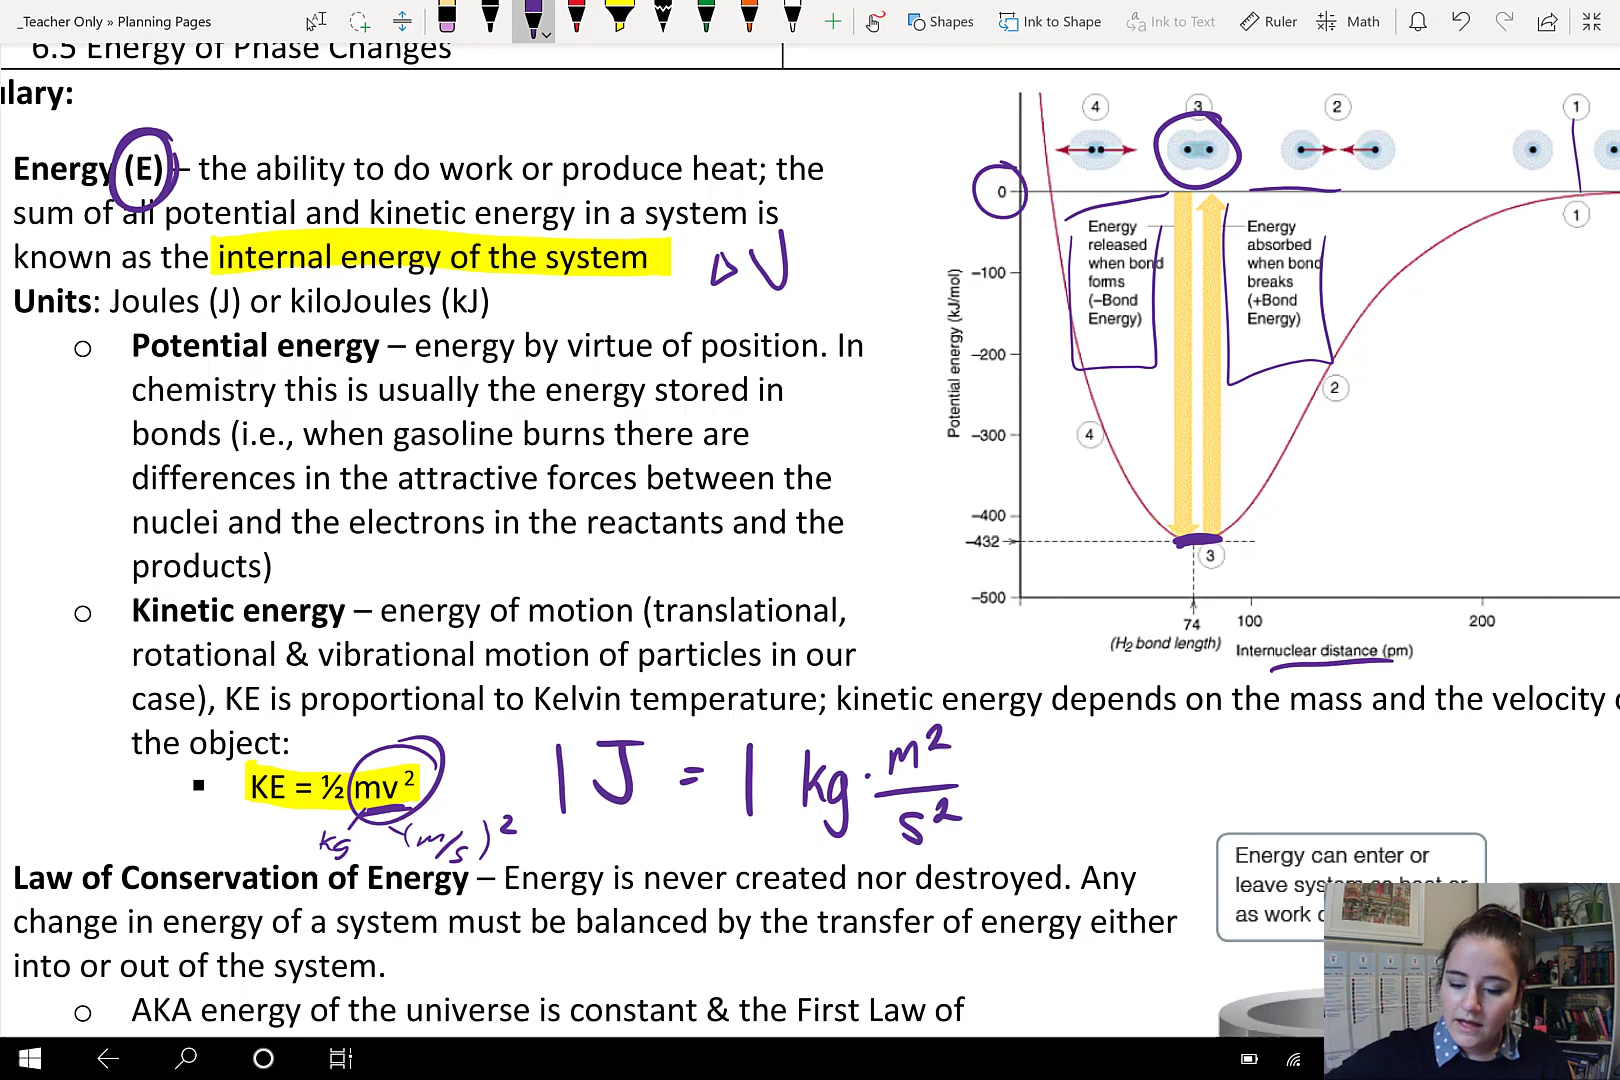 _Teacher Only » Planning Pages
Shapes
Ink to Shape
Ink to Text
Ruler
Math
6.5 Energy of Phase Changes
ulary:
Energy (E) – the ability to do work or produce heat; the
sum of all potential and kinetic energy in a system is
known as the internal energy of the system
Δ U
Units: Joules (J) or kiloJoules (kJ)
o Potential energy – energy by virtue of position. In
chemistry this is usually the energy stored in
bonds (i.e., when gasoline burns there are
differences in the attractive forces between the
nuclei and the electrons in the reactants and the
products)
o Kinetic energy – energy of motion (translational,
rotational & vibrational motion of particles in our
case), KE is proportional to Kelvin temperature; kinetic energy depends on the mass and the velocity o
the object:
▪ KE = ½ mv²
kg (m/s)²
1 J = 1 kg · m²/s²
Law of Conservation of Energy – Energy is never created nor destroyed. Any
change in energy of a system must be balanced by the transfer of energy either
into or out of the system.
o AKA energy of the universe is constant & the First Law of
4 3 2 1
0
1
Energy
released
when bond
forms
(–Bond
Energy)
Energy
absorbed
when bond
breaks
(+Bond
Energy)
Potential energy (kJ/mol)
–100
–200
2
–300
4
–400
–432
3
–500
74 100 200
(H₂ bond length)
Internuclear distance (pm)
Energy can enter or
leave system as heat or
as work